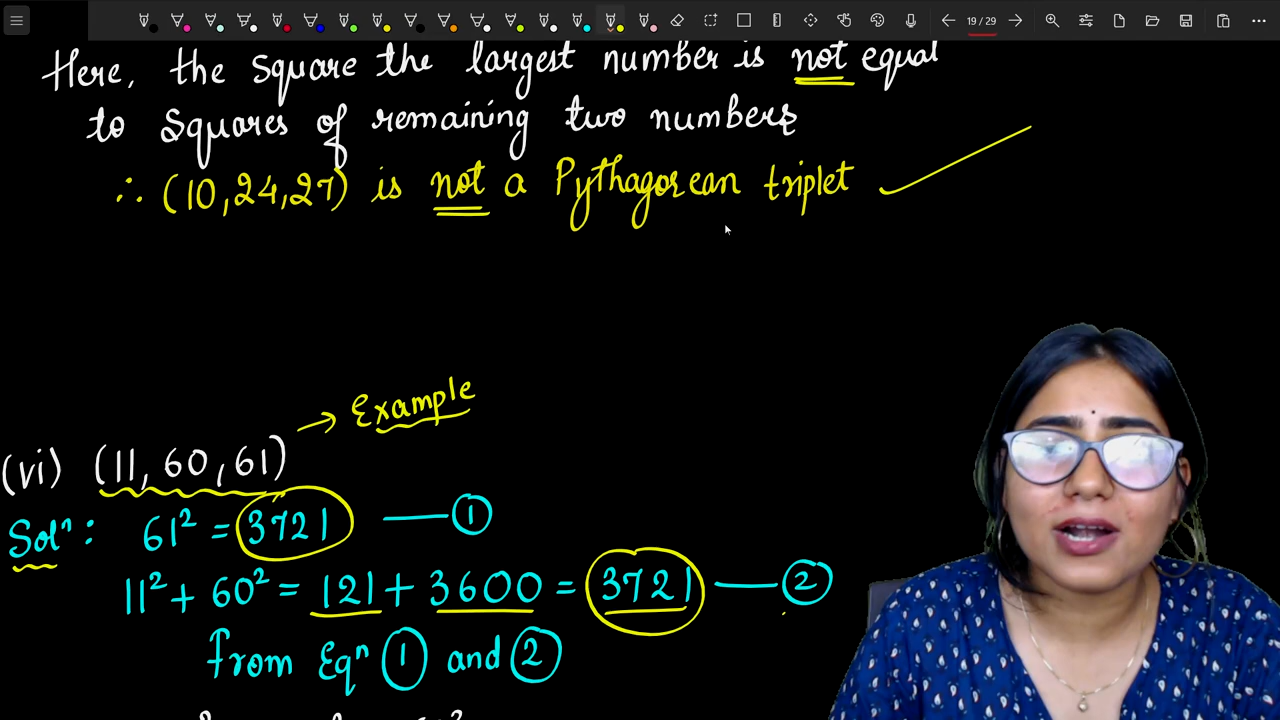 19 / 29
Here, the square the largest number is not equal
to squares of remaining two numbers
∴ (10,24,27) is not a Pythagorean triplet
→ Example
(vi) (11, 60, 61)
Solⁿ: 61² = 3721 —— ①
11² + 60² = 121 + 3600 = 3721 —— ②
from Eqⁿ ① and ②